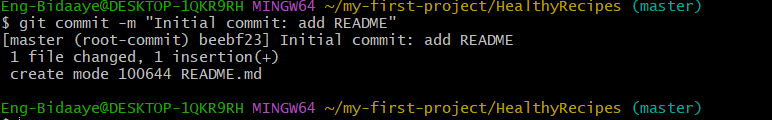 Eng-Bidaaye@DESKTOP-1QKR9RH MINGW64 ~/my-first-project/HealthyRecipes (master)
$ git commit -m "Initial commit: add README"
[master (root-commit) beebf23] Initial commit: add README
 1 file changed, 1 insertion(+)
 create mode 100644 README.md

Eng-Bidaaye@DESKTOP-1QKR9RH MINGW64 ~/my-first-project/HealthyRecipes (master)